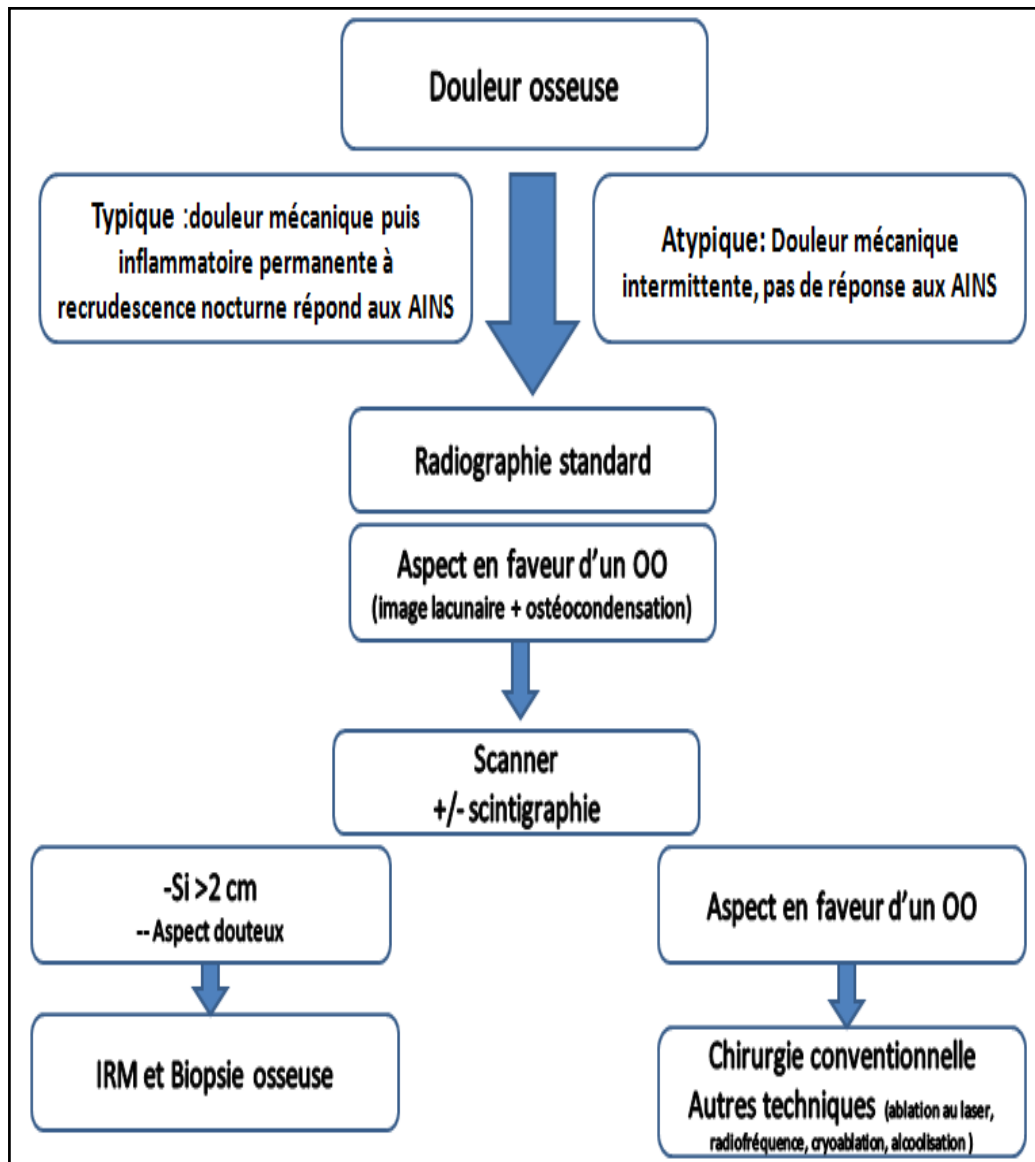 Douleur osseuse
Typique :douleur mécanique puis
inflammatoire permanente à
recrudescence nocturne répond aux AINS
Atypique: Douleur mécanique
intermittente, pas de réponse aux AINS
Radiographie standard
Aspect en faveur d'un OO
(image lacunaire + ostéocondensation)
Scanner
+/- scintigraphie
-Si >2 cm
-- Aspect douteux
Aspect en faveur d'un OO
IRM et Biopsie osseuse
Chirurgie conventionnelle
Autres techniques (ablation au laser,
radiofréquence, cryoablation, alcoolisation )